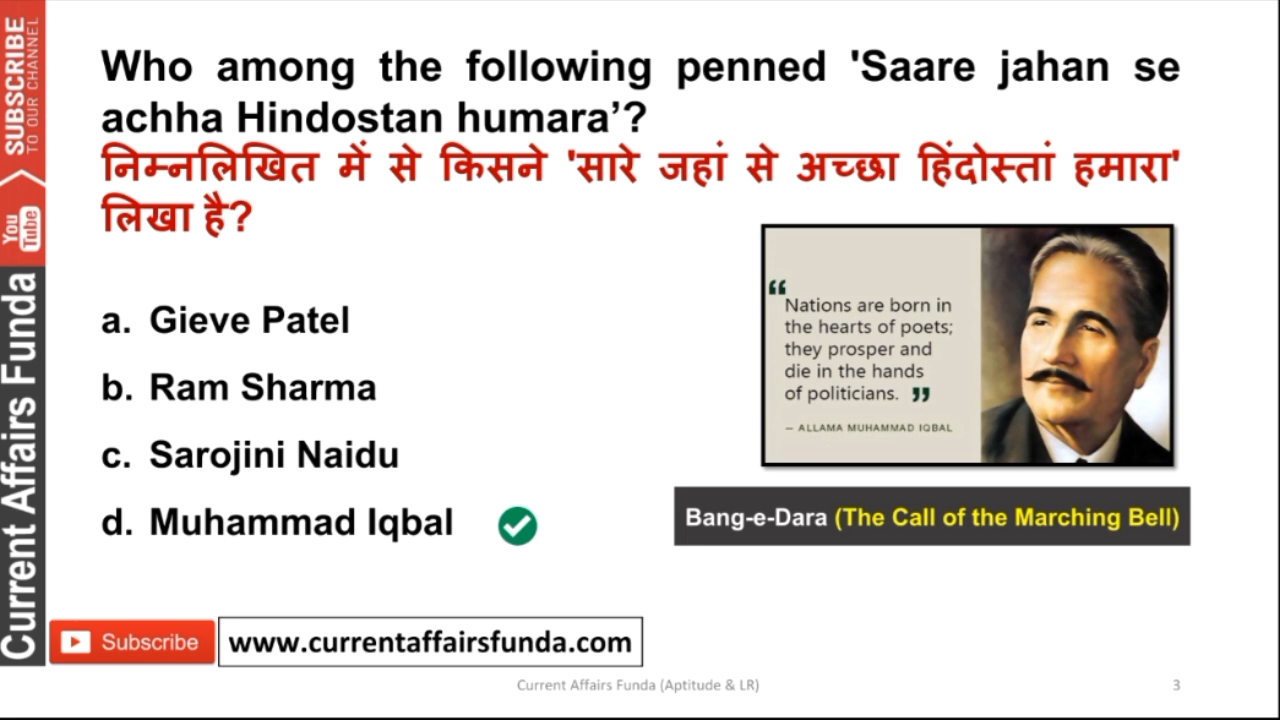 SUBSCRIBE
TO OUR CHANNEL
You
Tube
Current Affairs Funda
Who among the following penned 'Saare jahan se
achha Hindostan humara’?
निम्नलिखित में से किसने 'सारे जहां से अच्छा हिंदोस्तां हमारा'
लिखा है?
a. Gieve Patel
b. Ram Sharma
c. Sarojini Naidu
d. Muhammad Iqbal
“
Nations are born in
the hearts of poets;
they prosper and
die in the hands
of politicians. ”
– ALLAMA MUHAMMAD IQBAL
Bang-e-Dara (The Call of the Marching Bell)
Subscribe
www.currentaffairsfunda.com
Current Affairs Funda (Aptitude & LR)
3